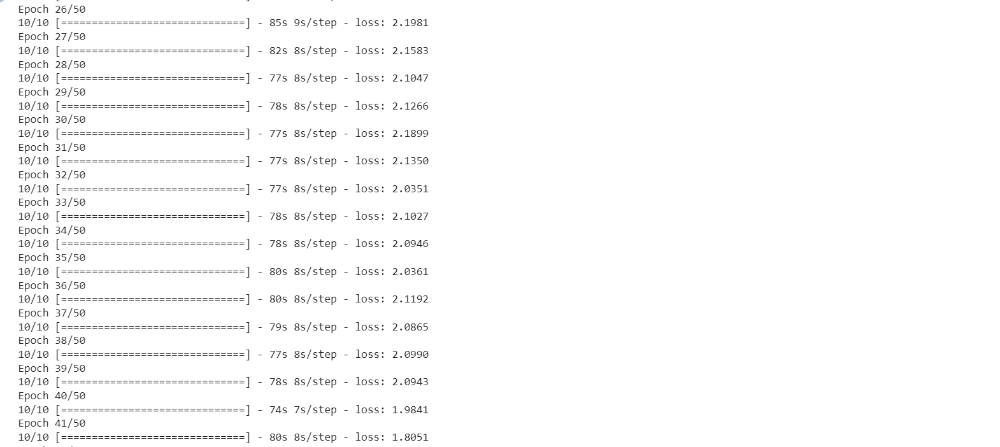 Epoch 26/50
10/10 [==============================] - 85s 9s/step - loss: 2.1981
Epoch 27/50
10/10 [==============================] - 82s 8s/step - loss: 2.1583
Epoch 28/50
10/10 [==============================] - 77s 8s/step - loss: 2.1047
Epoch 29/50
10/10 [==============================] - 78s 8s/step - loss: 2.1266
Epoch 30/50
10/10 [==============================] - 77s 8s/step - loss: 2.1899
Epoch 31/50
10/10 [==============================] - 77s 8s/step - loss: 2.1350
Epoch 32/50
10/10 [==============================] - 77s 8s/step - loss: 2.0351
Epoch 33/50
10/10 [==============================] - 78s 8s/step - loss: 2.1027
Epoch 34/50
10/10 [==============================] - 78s 8s/step - loss: 2.0946
Epoch 35/50
10/10 [==============================] - 80s 8s/step - loss: 2.0361
Epoch 36/50
10/10 [==============================] - 80s 8s/step - loss: 2.1192
Epoch 37/50
10/10 [==============================] - 79s 8s/step - loss: 2.0865
Epoch 38/50
10/10 [==============================] - 77s 8s/step - loss: 2.0990
Epoch 39/50
10/10 [==============================] - 78s 8s/step - loss: 2.0943
Epoch 40/50
10/10 [==============================] - 74s 7s/step - loss: 1.9841
Epoch 41/50
10/10 [==============================] - 80s 8s/step - loss: 1.8051